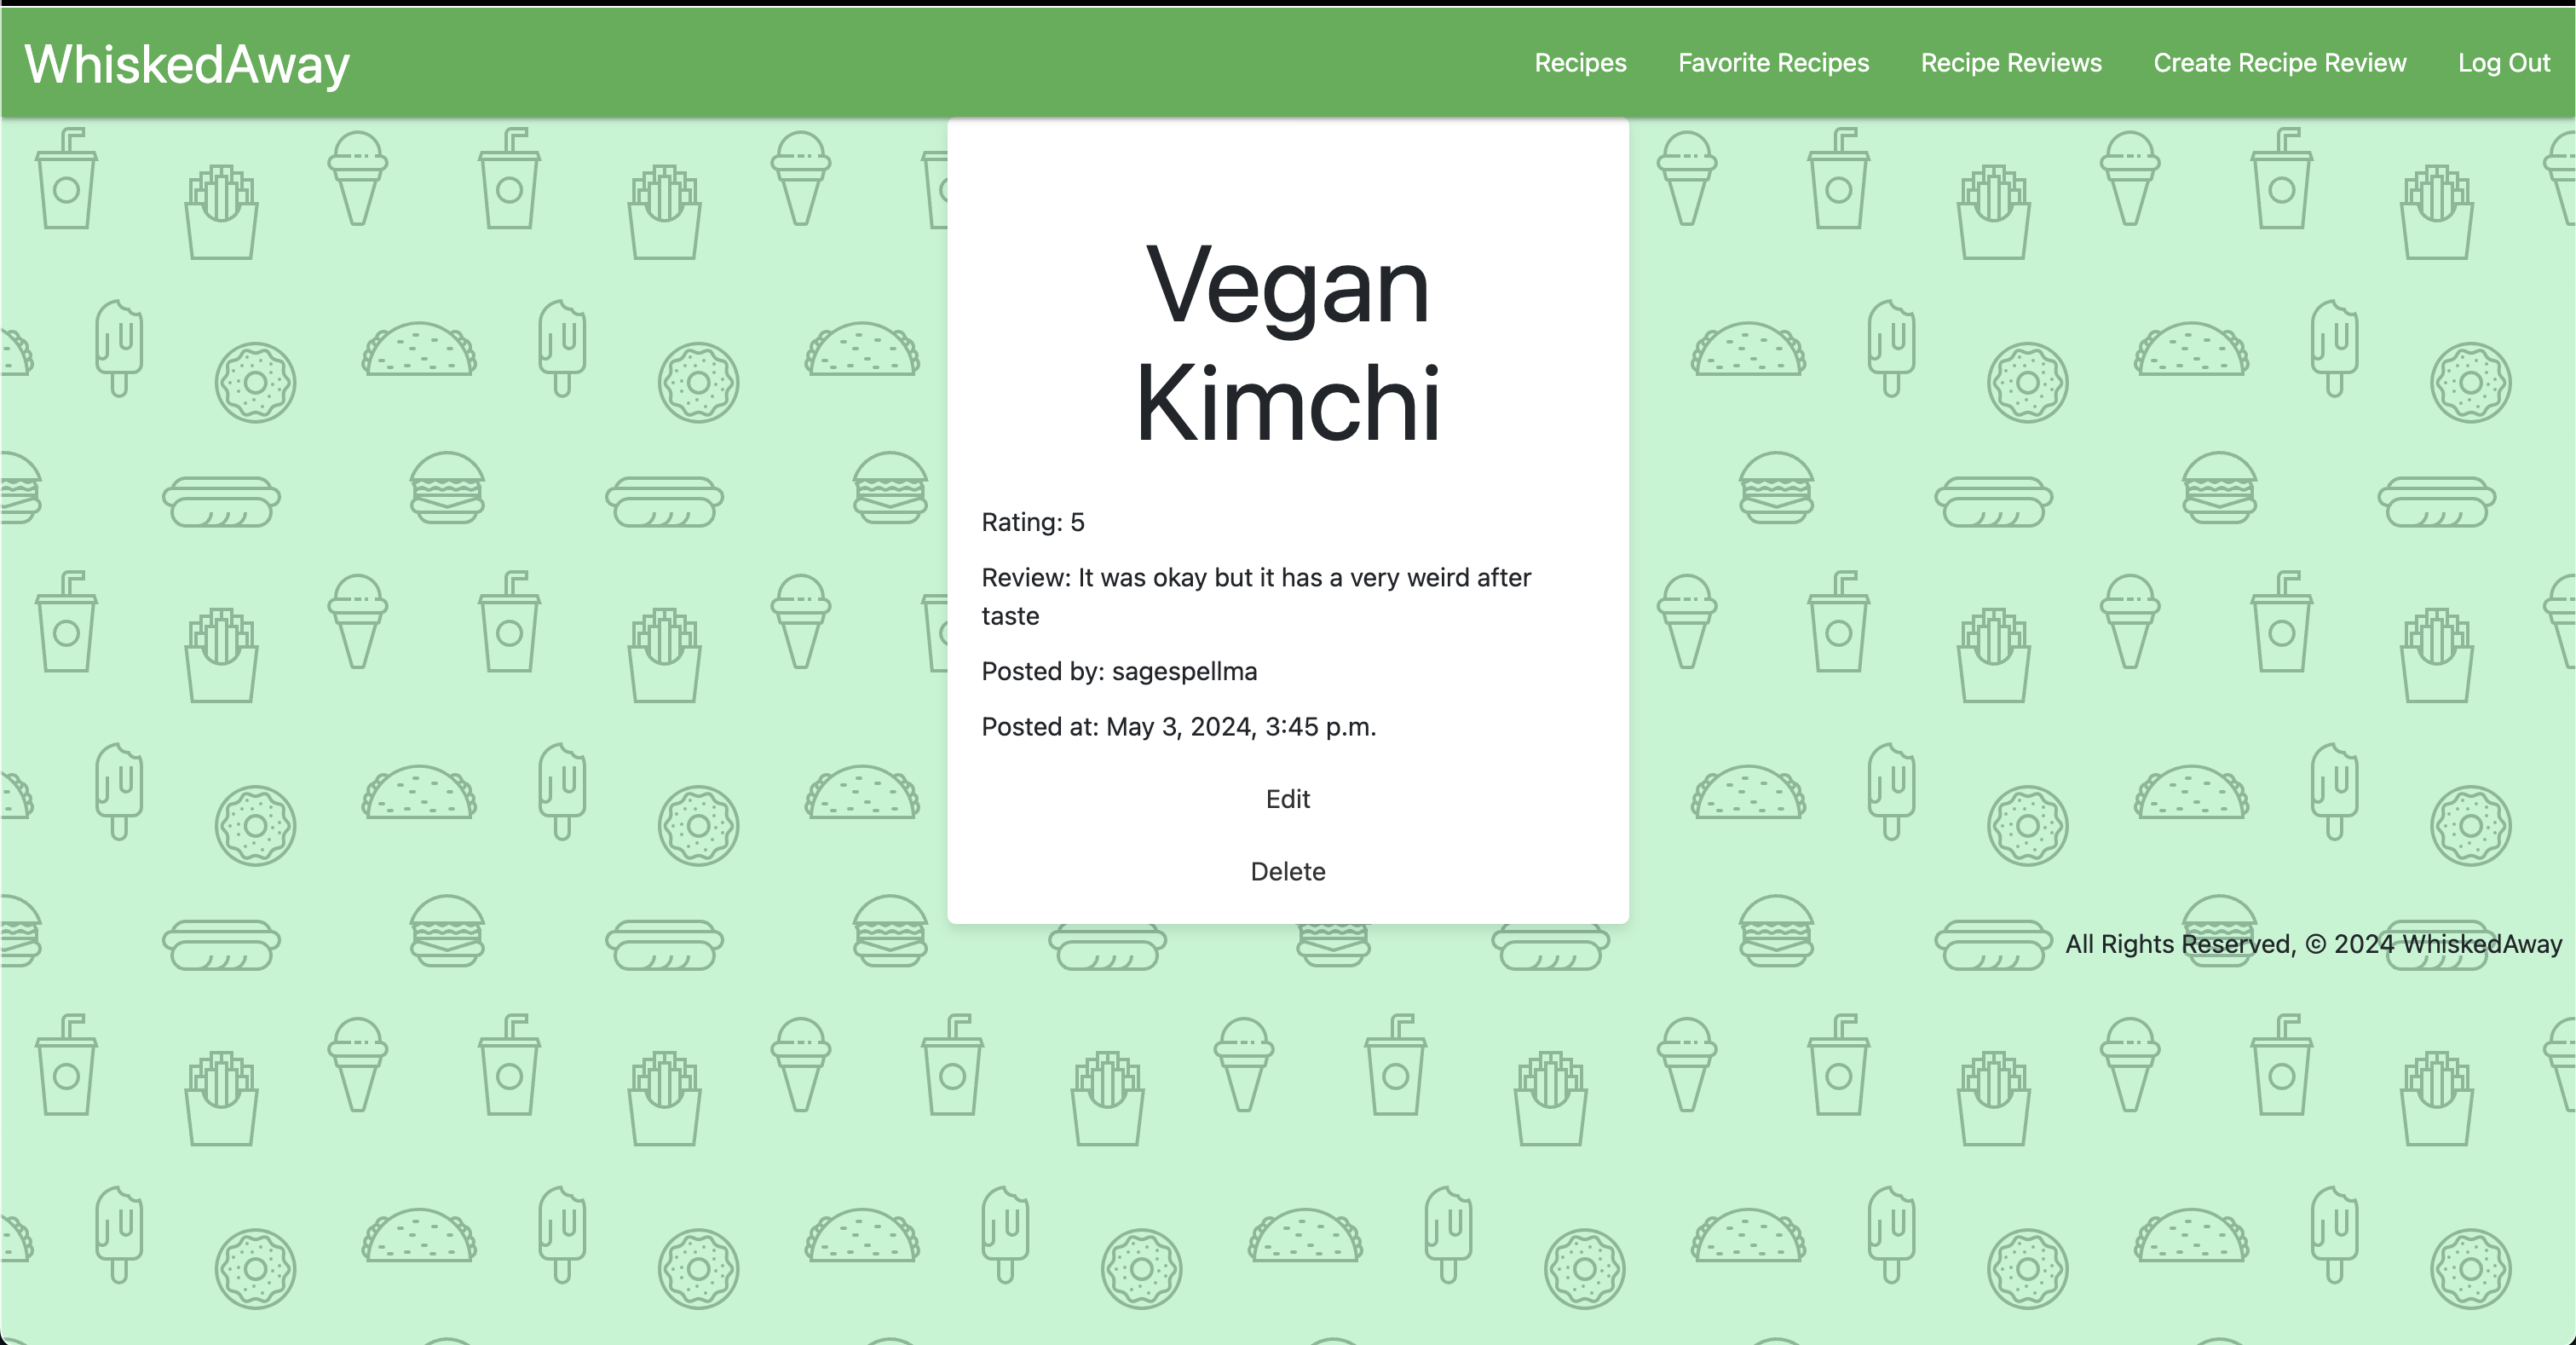 WhiskedAway
Recipes Favorite Recipes Recipe Reviews Create Recipe Review Log Out
Vegan
Kimchi
Rating: 5
Review: It was okay but it has a very weird after
taste
Posted by: sagespellma
Posted at: May 3, 2024, 3:45 p.m.
Edit
Delete
All Rights Reserved, © 2024 WhiskedAway